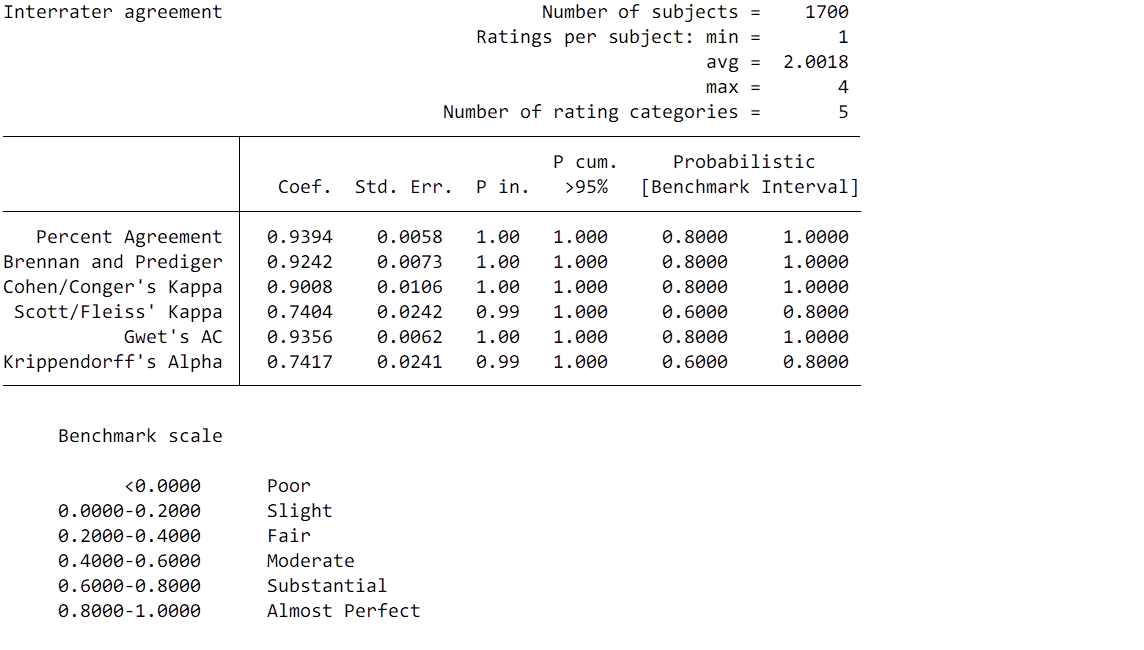 Interrater agreement Number of subjects = 1700
Ratings per subject: min = 1
avg = 2.0018
max = 4
Number of rating categories = 5
P cum. Probabilistic
Coef. Std. Err. P in. >95% [Benchmark Interval]
Percent Agreement 0.9394 0.0058 1.00 1.000 0.8000 1.0000
Brennan and Prediger 0.9242 0.0073 1.00 1.000 0.8000 1.0000
Cohen/Conger's Kappa 0.9008 0.0106 1.00 1.000 0.8000 1.0000
Scott/Fleiss' Kappa 0.7404 0.0242 0.99 1.000 0.6000 0.8000
Gwet's AC 0.9356 0.0062 1.00 1.000 0.8000 1.0000
Krippendorff's Alpha 0.7417 0.0241 0.99 1.000 0.6000 0.8000
Benchmark scale
<0.0000 Poor
0.0000-0.2000 Slight
0.2000-0.4000 Fair
0.4000-0.6000 Moderate
0.6000-0.8000 Substantial
0.8000-1.0000 Almost Perfect